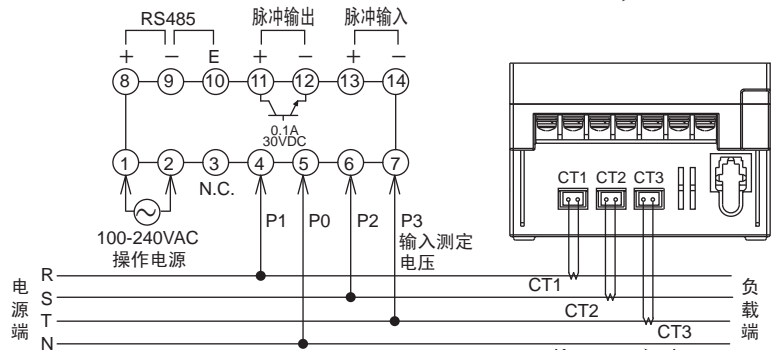 RS485 脉冲输出 脉冲输入
+ − E + − + −
8 9 10 11 12 13 14
0.1A
30VDC
1 2 3 4 5 6 7
N.C.
CT1 CT2 CT3
P1 P0 P2 P3
100-240VAC
操作电源
输入测定
电压
电源端
R
S
T
N
CT1
CT2
CT3
负载端